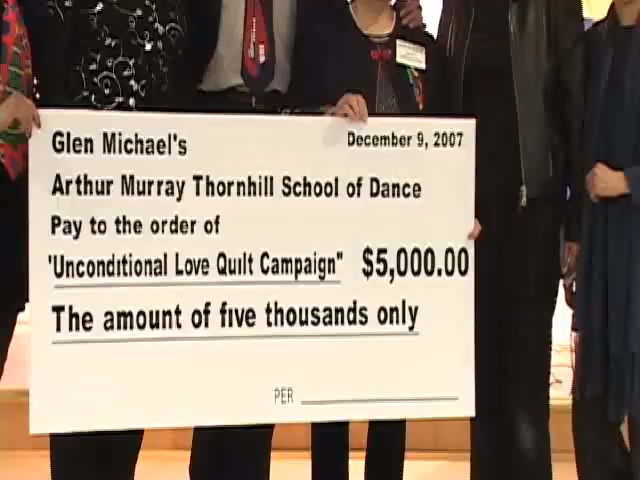 Glen Michael's
December 9, 2007
Arthur Murray Thornhill School of Dance
Pay to the order of
'Unconditional Love Quilt Campaign" $5,000.00
The amount of five thousands only
PER